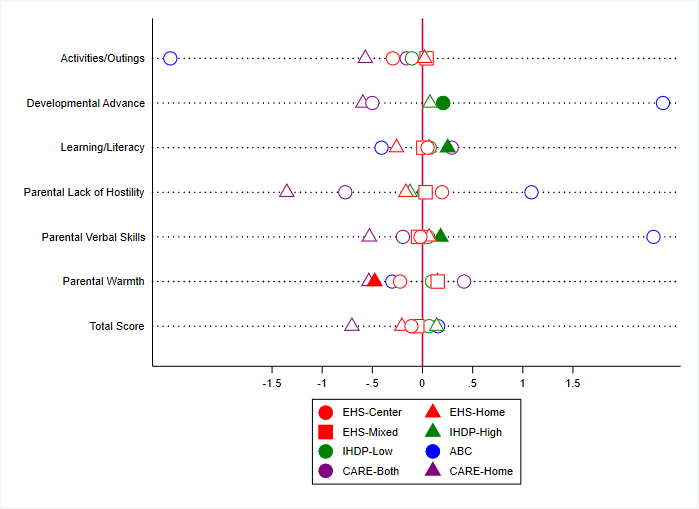 Activities/Outings
Developmental Advance
Learning/Literacy
Parental Lack of Hostility
Parental Verbal Skills
Parental Warmth
Total Score
-1.5 -1 -.5 0 .5 1 1.5
EHS-Center EHS-Home
EHS-Mixed IHDP-High
IHDP-Low ABC
CARE-Both CARE-Home